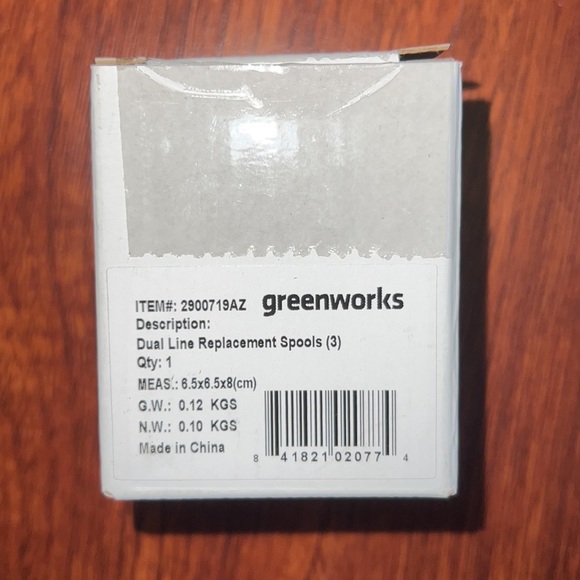 ITEM#: 2900719AZ greenworks
Description:
Dual Line Replacement Spools (3)
Qty: 1
MEAS.: 6.5x6.5x8(cm)
G.W.: 0.12 KGS
N.W.: 0.10 KGS
Made in China
8 41821 02077 4